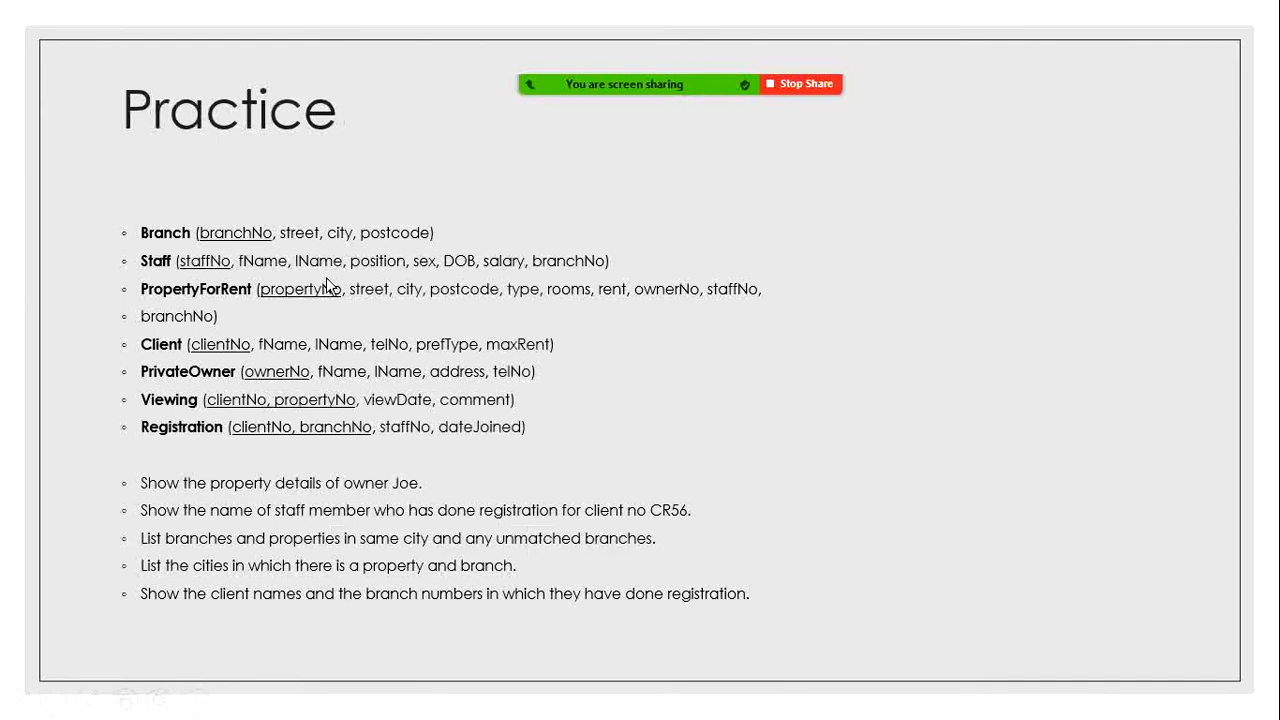 You are screen sharing Stop Share
Practice
◦ Branch (branchNo, street, city, postcode)
◦ Staff (staffNo, fName, lName, position, sex, DOB, salary, branchNo)
◦ PropertyForRent (propertyNo, street, city, postcode, type, rooms, rent, ownerNo, staffNo,
◦ branchNo)
◦ Client (clientNo, fName, lName, telNo, prefType, maxRent)
◦ PrivateOwner (ownerNo, fName, lName, address, telNo)
◦ Viewing (clientNo, propertyNo, viewDate, comment)
◦ Registration (clientNo, branchNo, staffNo, dateJoined)
◦ Show the property details of owner Joe.
◦ Show the name of staff member who has done registration for client no CR56.
◦ List branches and properties in same city and any unmatched branches.
◦ List the cities in which there is a property and branch.
◦ Show the client names and the branch numbers in which they have done registration.